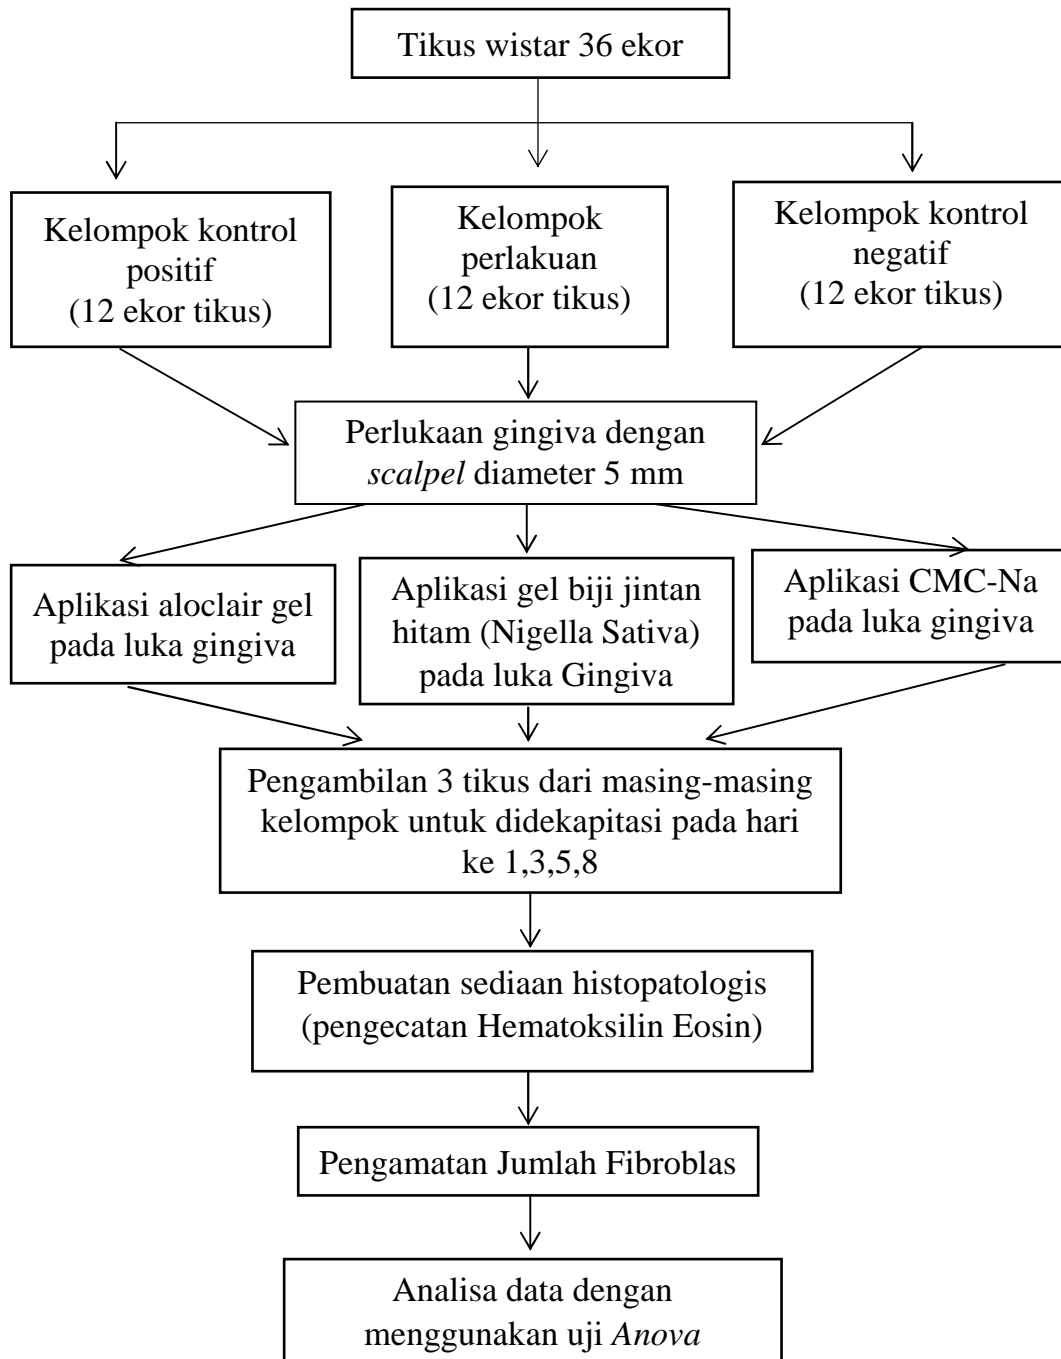 Tikus wistar 36 ekor
Kelompok kontrol
positif
(12 ekor tikus)
Kelompok
perlakuan
(12 ekor tikus)
Kelompok kontrol
negatif
(12 ekor tikus)
Perlukaan gingiva dengan
scalpel diameter 5 mm
Aplikasi aloclair gel
pada luka gingiva
Aplikasi gel biji jintan
hitam (Nigella Sativa)
pada luka Gingiva
Aplikasi CMC-Na
pada luka gingiva
Pengambilan 3 tikus dari masing-masing
kelompok untuk didekapitasi pada hari
ke 1,3,5,8
Pembuatan sediaan histopatologis
(pengecatan Hematoksilin Eosin)
Pengamatan Jumlah Fibroblas
Analisa data dengan
menggunakan uji Anova